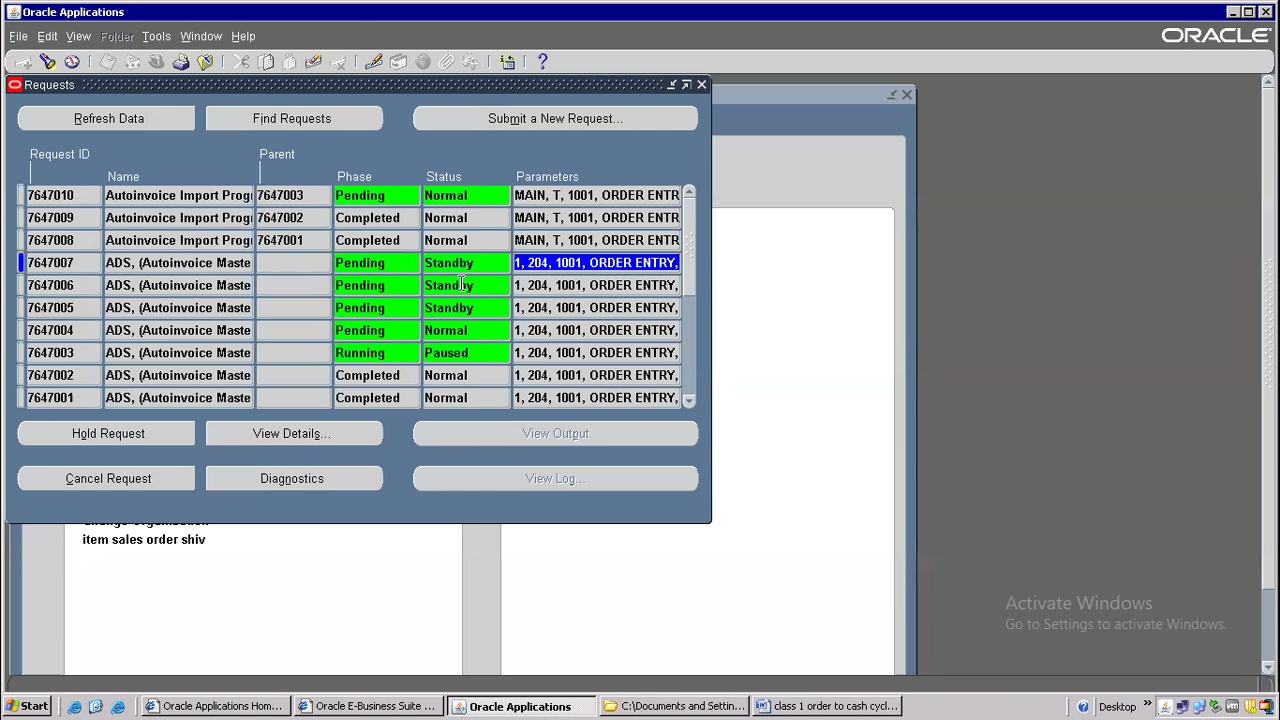 Oracle Applications
File Edit View Folder Tools Window Help
ORACLE
Requests
Refresh Data Find Requests Submit a New Request...
Request ID Parent
Name Phase Status Parameters
7647010 Autoinvoice Import Prog 7647003 Pending Normal MAIN, T, 1001, ORDER ENTR
7647009 Autoinvoice Import Prog 7647002 Completed Normal MAIN, T, 1001, ORDER ENTR
7647008 Autoinvoice Import Prog 7647001 Completed Normal MAIN, T, 1001, ORDER ENTR
7647007 ADS, (Autoinvoice Maste Pending Standby 1, 204, 1001, ORDER ENTRY,
7647006 ADS, (Autoinvoice Maste Pending Standby 1, 204, 1001, ORDER ENTRY,
7647005 ADS, (Autoinvoice Maste Pending Standby 1, 204, 1001, ORDER ENTRY,
7647004 ADS, (Autoinvoice Maste Pending Normal 1, 204, 1001, ORDER ENTRY,
7647003 ADS, (Autoinvoice Maste Running Paused 1, 204, 1001, ORDER ENTRY,
7647002 ADS, (Autoinvoice Maste Completed Normal 1, 204, 1001, ORDER ENTRY,
7647001 ADS, (Autoinvoice Maste Completed Normal 1, 204, 1001, ORDER ENTRY,
Hold Request View Details... View Output
Cancel Request Diagnostics View Log...
item sales order shiv
Activate Windows
Go to Settings to activate Windows.
Start Oracle Applications Hom... Oracle E-Business Suite ... Oracle Applications C:\Documents and Settin... class 1 order to cash cycl... Desktop